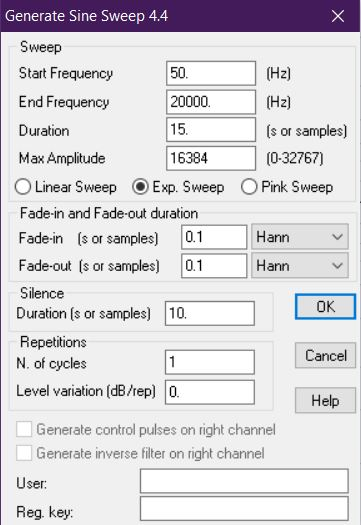 Generate Sine Sweep 4.4
Sweep
Start Frequency 50. (Hz)
End Frequency 20000. (Hz)
Duration 15. (s or samples)
Max Amplitude 16384 (0-32767)
Linear Sweep Exp. Sweep Pink Sweep
Fade-in and Fade-out duration
Fade-in (s or samples) 0.1 Hann
Fade-out (s or samples) 0.1 Hann
Silence
Duration (s or samples) 10.
OK
Repetitions
N. of cycles 1
Cancel
Level variation (dB/rep) 0.
Help
Generate control pulses on right channel
Generate inverse filter on right channel
User:
Reg. key: